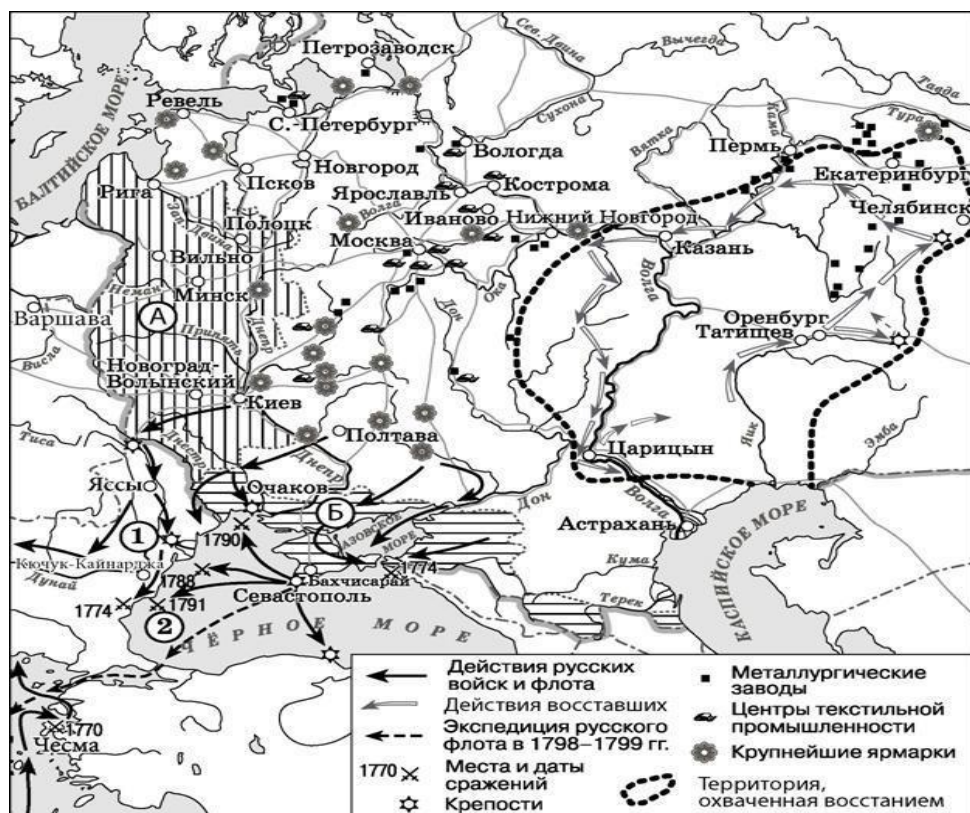 Петрозаводск
Сев. Двина
Вычегда
Тавда
БАЛТИЙСКОЕ МОРЕ
Ревель
С.-Петербург
Сухона
Вятка
Кама
Тура
Вологда
Пермь
Новгород
Псков
Ярославль
Кострома
Екатеринбург
Рига
Волга
Иваново
Нижний Новгород
Челябинск
Зап. Двина
Полоцк
Москва
Казань
Вильно
Неман
Минск
Дон
Ока
Волга
Варшава
А
Припять
Днепр
Оренбург
Татищев
Висла
Новоград-
Волынский
Киев
Яик
Эмба
Тиса
Днестр
Полтава
Днепр
Царицын
Яссы
Очаков
Б
Дон
Волга
1
1790
АЗОВСКОЕ
МОРЕ
Астрахань
Кючук-Кайнарджа
1774
Кума
Дунай
1788
Бахчисарай
Севастополь
1774
1791
Терек
2
ЧЁРНОЕ МОРЕ
КАСПИЙСКОЕ МОРЕ
1770
Чесма
Действия русских
войск и флота
Действия восставших
Экспедиция русского
флота в 1798–1799 гг.
1770
Места и даты
сражений
Крепости
Металлургические
заводы
Центры текстильной
промышленности
Крупнейшие ярмарки
Территория,
охваченная восстанием